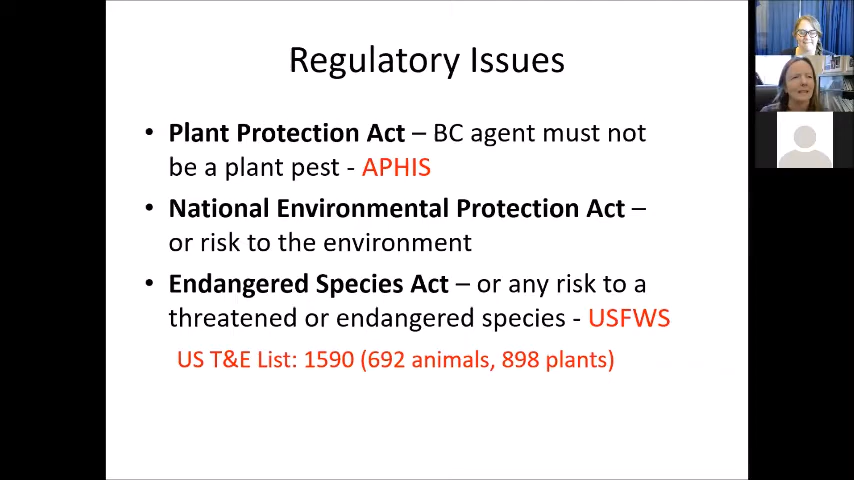 Regulatory Issues
• Plant Protection Act – BC agent must not
be a plant pest - APHIS
• National Environmental Protection Act –
or risk to the environment
• Endangered Species Act – or any risk to a
threatened or endangered species - USFWS
US T&E List: 1590 (692 animals, 898 plants)